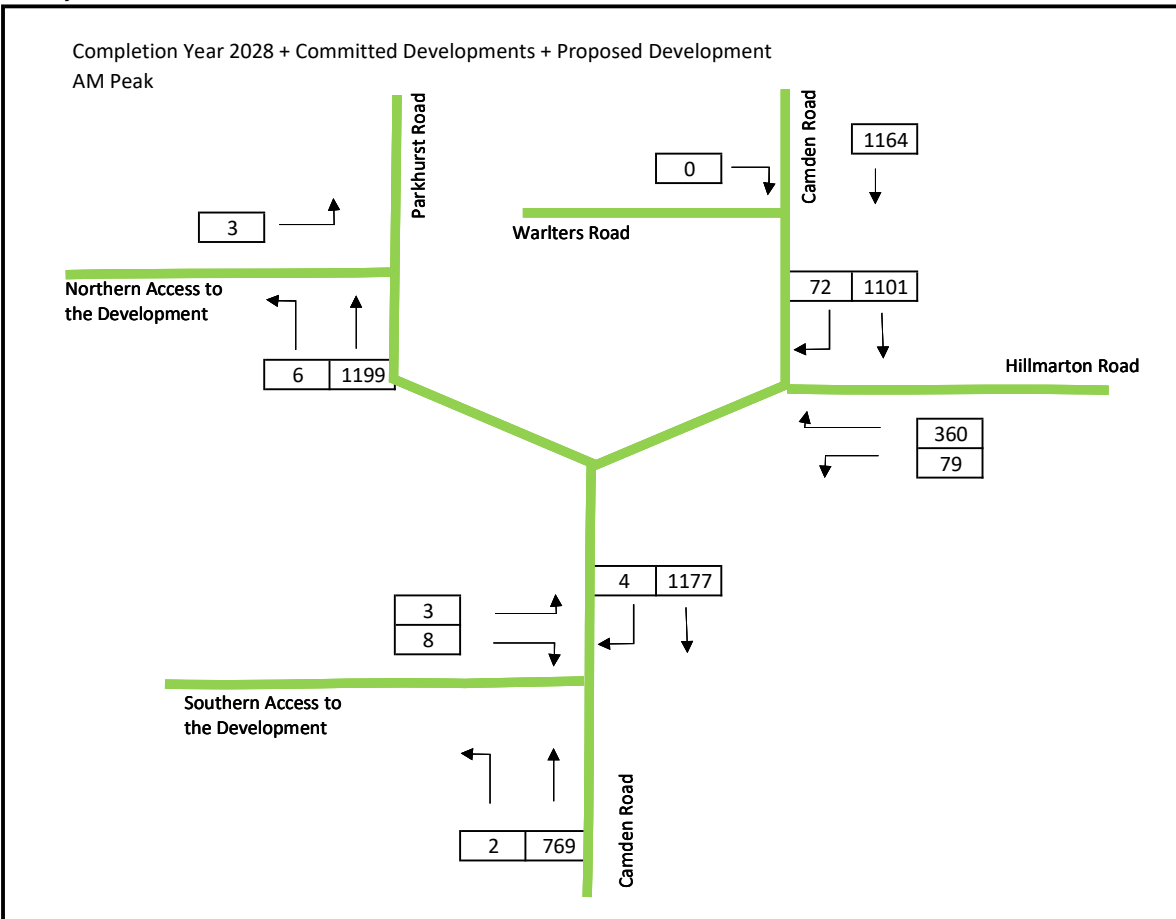 Completion Year 2028 + Committed Developments + Proposed Development
AM Peak
Parkhurst Road
Camden Road
1164
0
3
Warlters Road
Northern Access to
the Development
72 1101
6 1199
Hillmarton Road
360
79
4 1177
3
8
Southern Access to
the Development
Camden Road
2 769